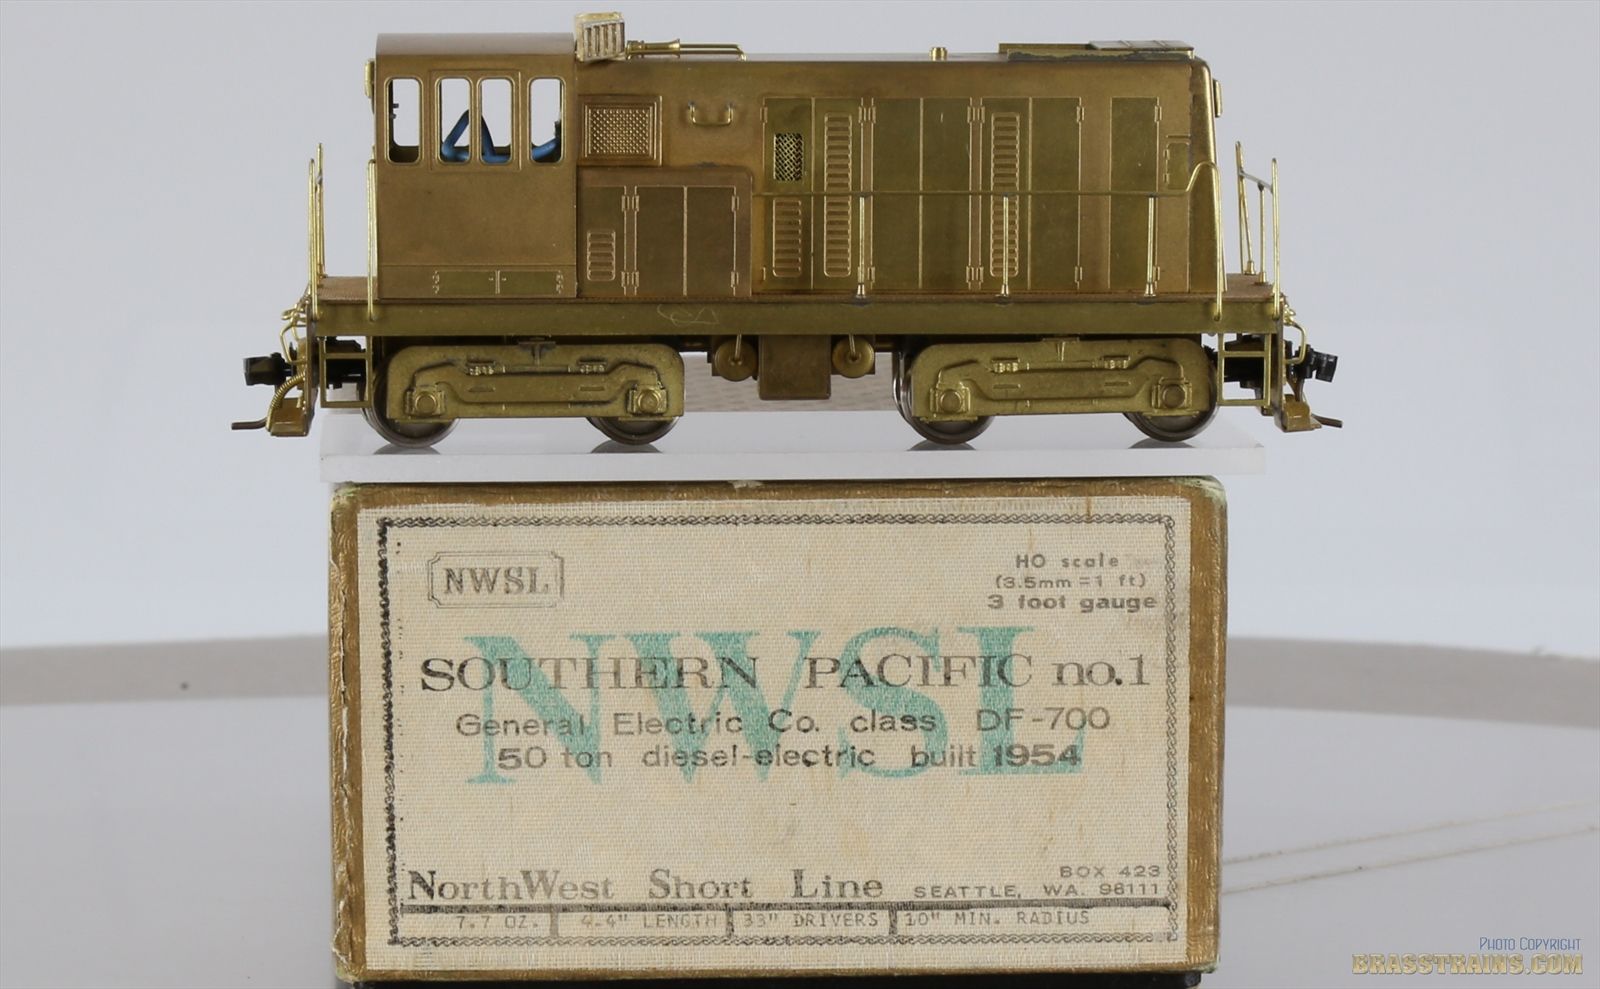 NWSL
HO scale
(3.5mm = 1 ft)
3 foot gauge
NWSL
SOUTHERN PACIFIC no.1
General Electric Co. class DF-700
50 ton diesel-electric built 1954
NorthWest Short Line
BOX 423
SEATTLE, WA. 98111
7.7 OZ. 4.4" LENGTH 33" DRIVERS 10" MIN. RADIUS
PHOTO COPYRIGHT
BRASSTRAINS.COM